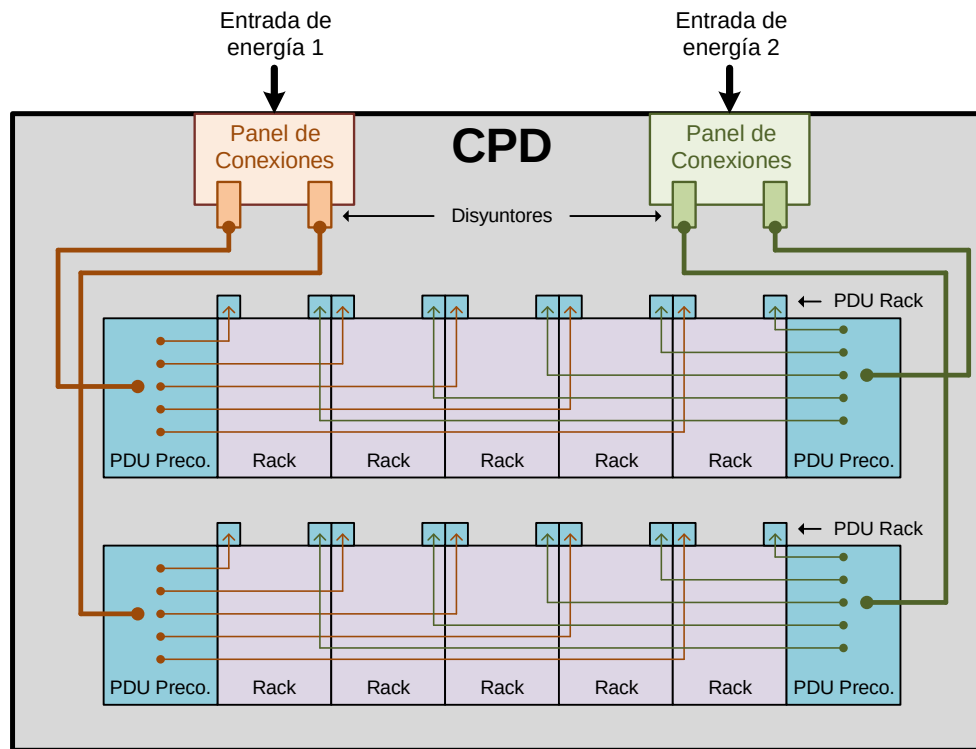 Entrada de
energía 1
Entrada de
energía 2
Panel de
Conexiones
CPD
Panel de
Conexiones
Disyuntores
PDU Rack
PDU Preco.
Rack
Rack
Rack
Rack
Rack
PDU Preco.
PDU Rack
PDU Preco.
Rack
Rack
Rack
Rack
Rack
PDU Preco.